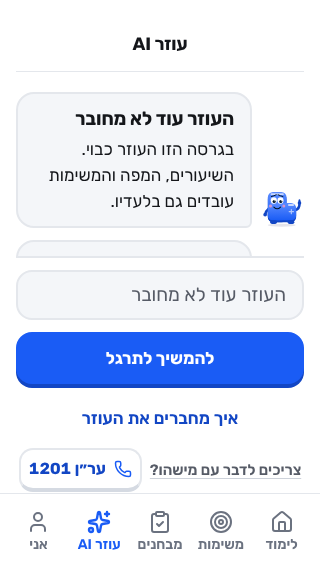 עוזר AI
העוזר עוד לא מחובר
בגרסה הזו העוזר כבוי.
השיעורים, המפה והמשימות
עובדים גם בלעדיו.
העוזר עוד לא מחובר
להמשיך לתרגל
איך מחברים את העוזר
צריכים לדבר עם מישהו?
ער״ן 1201
לימוד
משימות
מבחנים
עוזר AI
אני